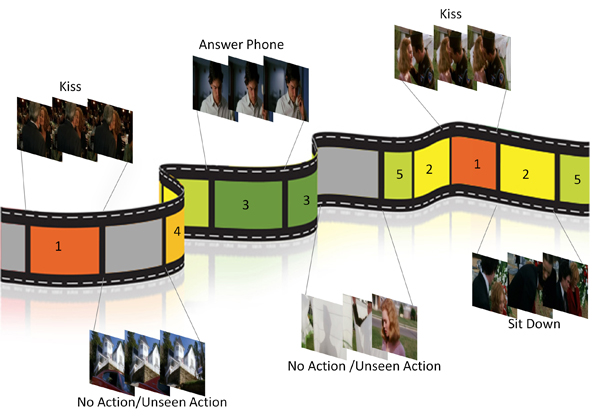 Kiss
Answer Phone
Kiss
1
4
3
3
5
2
1
2
5
No Action/Unseen Action
No Action /Unseen Action
Sit Down